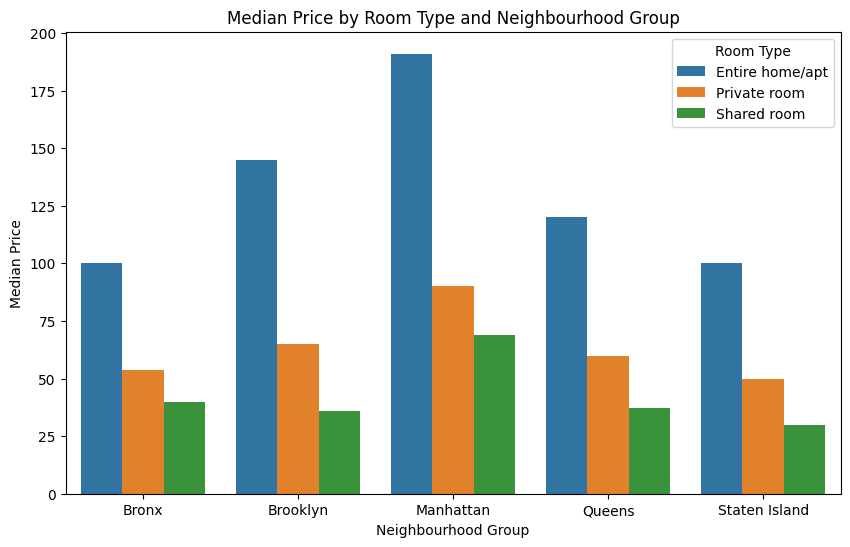 Median Price by Room Type and Neighbourhood Group
Room Type
Entire home/apt
Private room
Shared room
200
175
150
125
100
75
50
25
0
Median Price
Bronx
Brooklyn
Manhattan
Queens
Staten Island
Neighbourhood Group